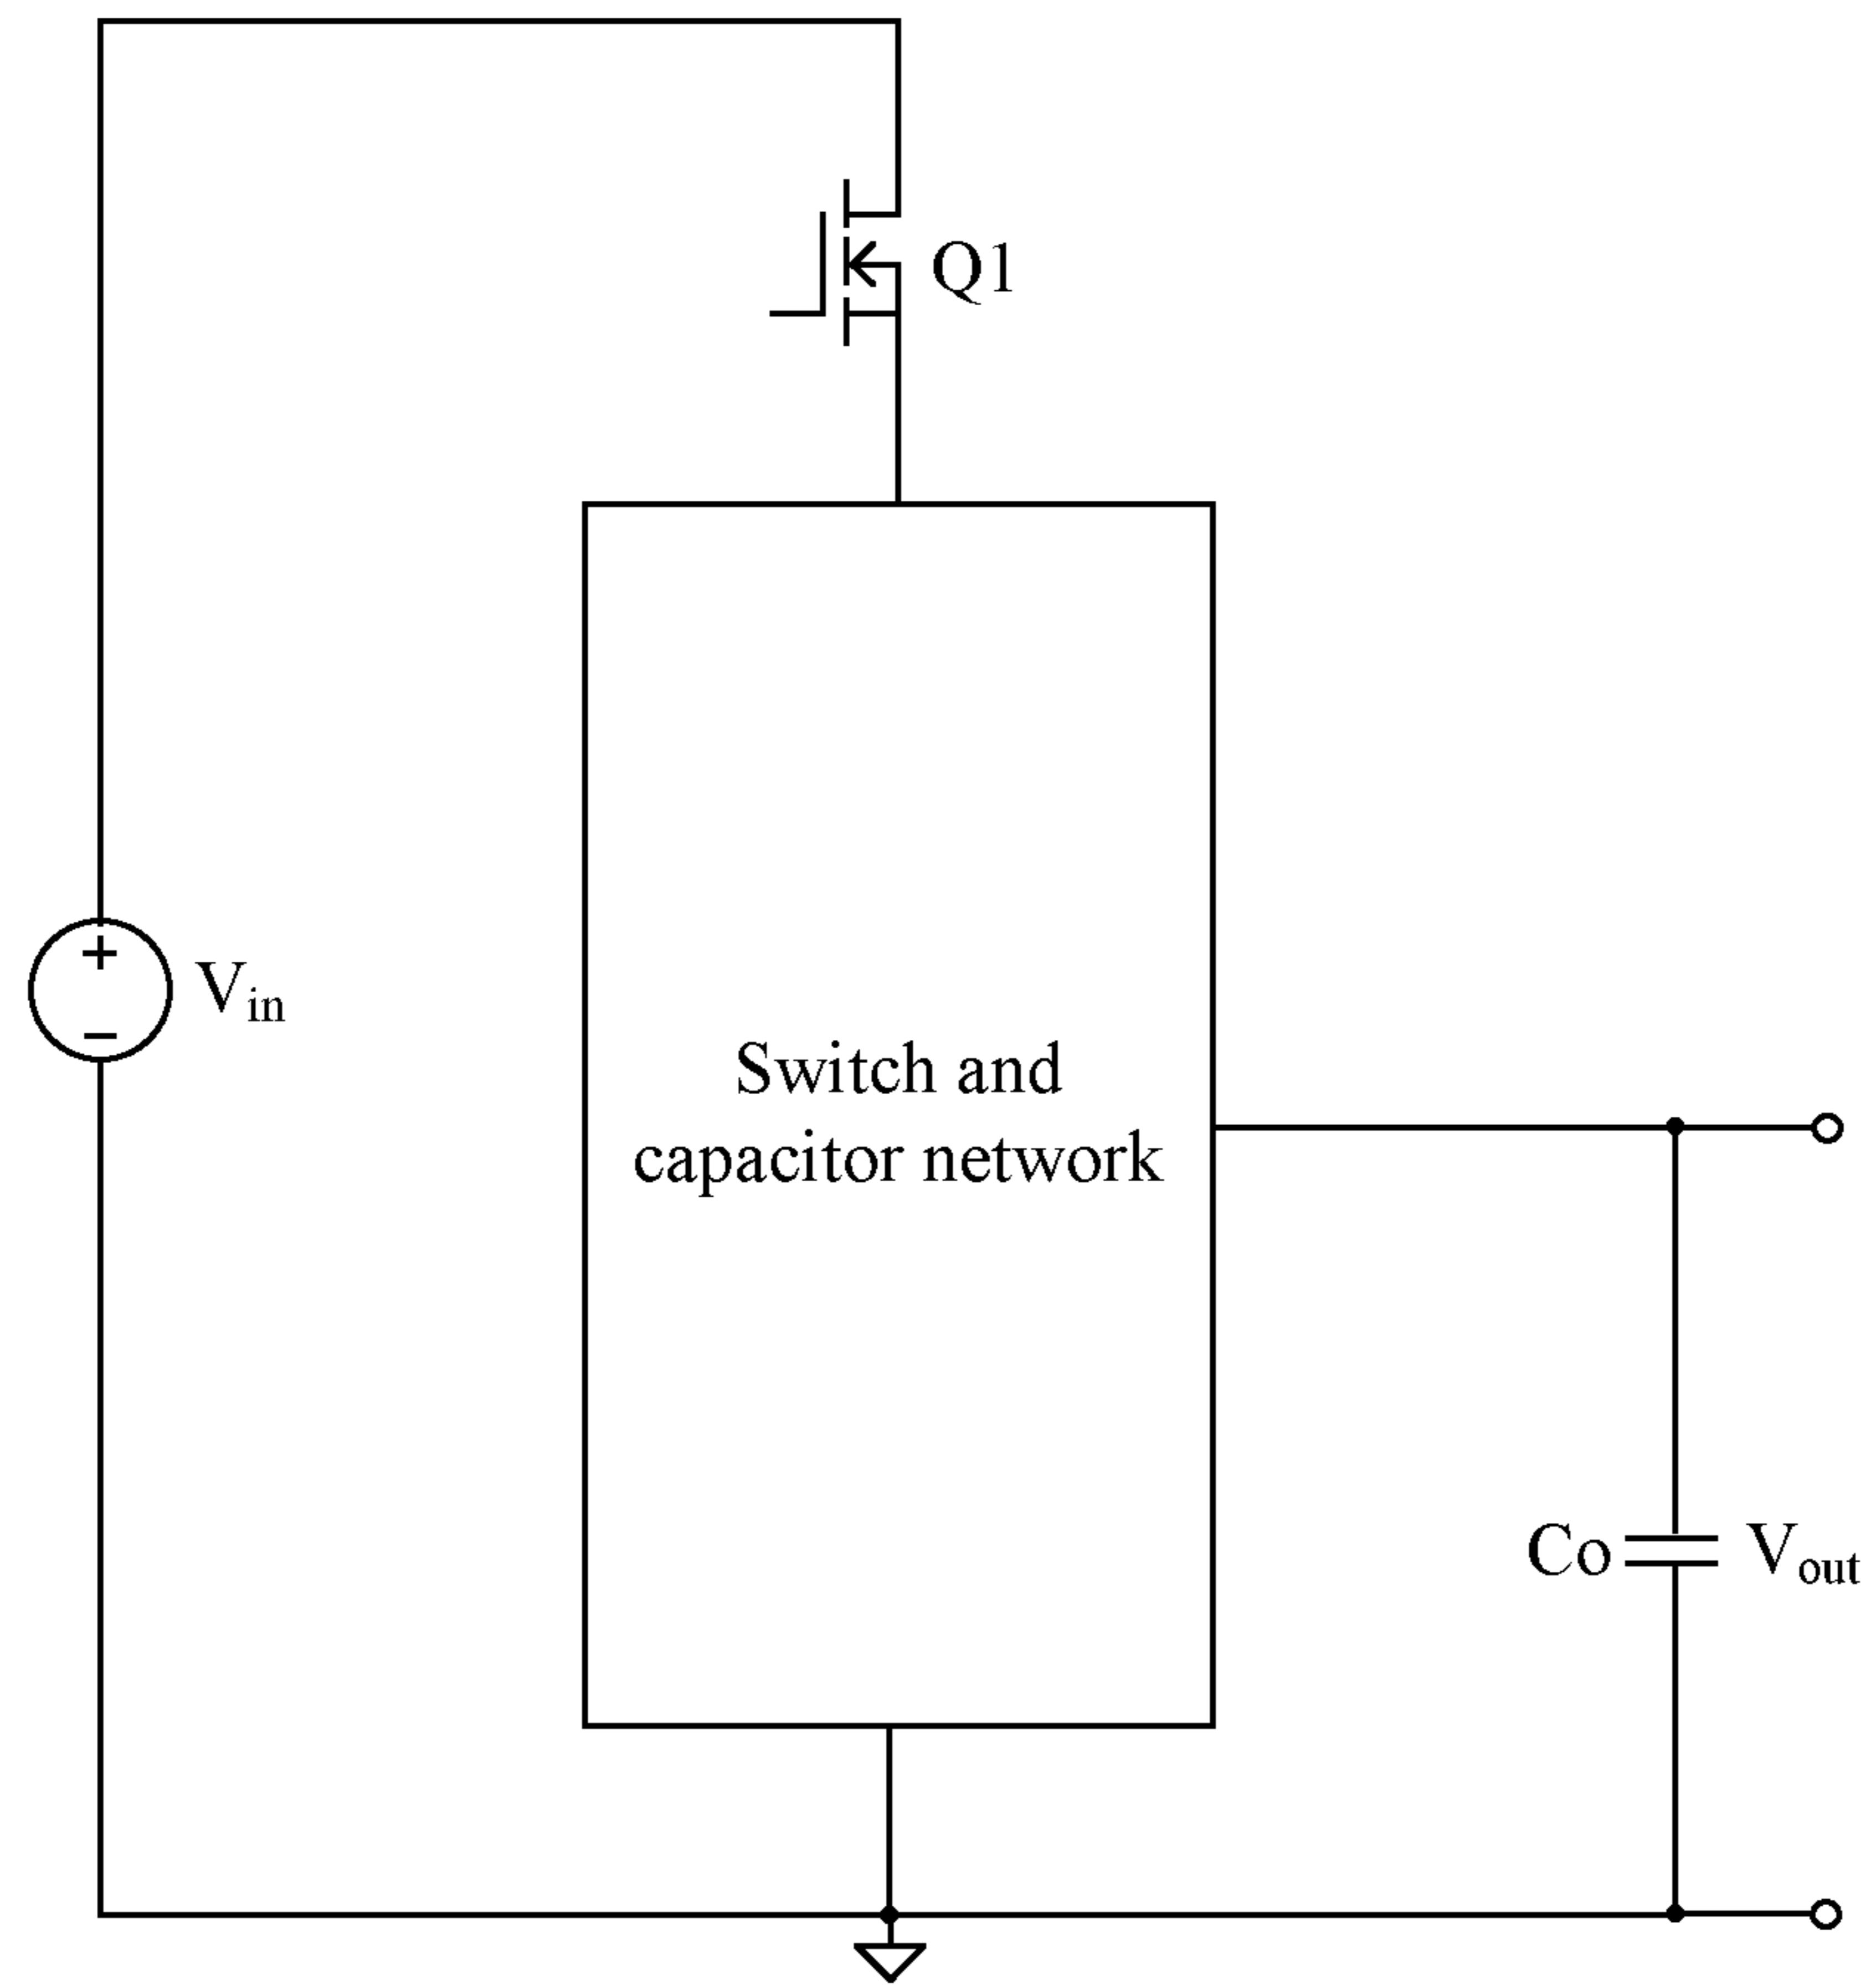 Q1
+
−
Vin
Switch and
capacitor network
Co
Vout